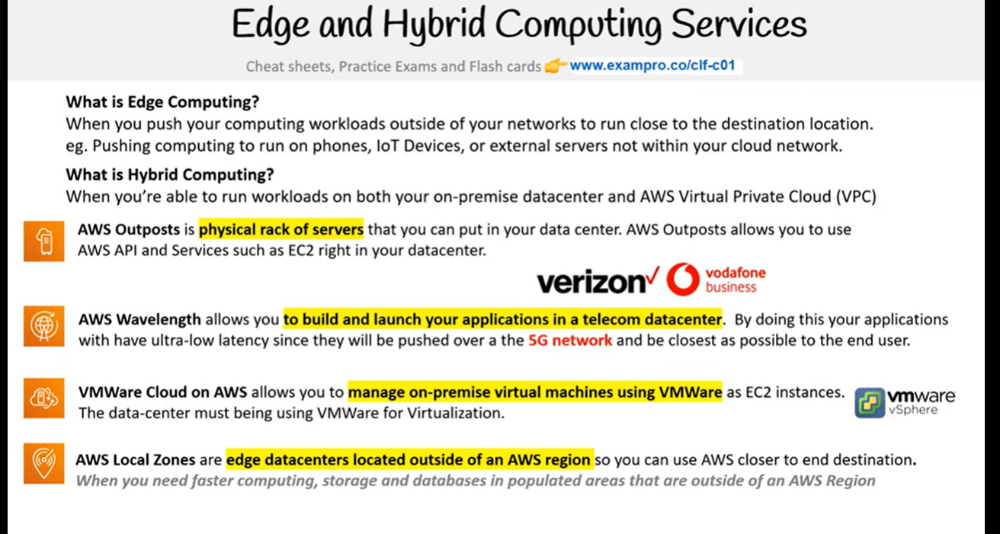 Edge and Hybrid Computing Services
Cheat sheets, Practice Exams and Flash cards 👉 www.exampro.co/clf-c01
What is Edge Computing?
When you push your computing workloads outside of your networks to run close to the destination location.
eg. Pushing computing to run on phones, IoT Devices, or external servers not within your cloud network.
What is Hybrid Computing?
When you're able to run workloads on both your on-premise datacenter and AWS Virtual Private Cloud (VPC)
AWS Outposts is physical rack of servers that you can put in your data center. AWS Outposts allows you to use
AWS API and Services such as EC2 right in your datacenter.
verizon✓ vodafone
business
AWS Wavelength allows you to build and launch your applications in a telecom datacenter. By doing this your applications
with have ultra-low latency since they will be pushed over a the 5G network and be closest as possible to the end user.
VMWare Cloud on AWS allows you to manage on-premise virtual machines using VMWare as EC2 instances.
The data-center must being using VMWare for Virtualization.
vmware
vSphere
AWS Local Zones are edge datacenters located outside of an AWS region so you can use AWS closer to end destination.
When you need faster computing, storage and databases in populated areas that are outside of an AWS Region